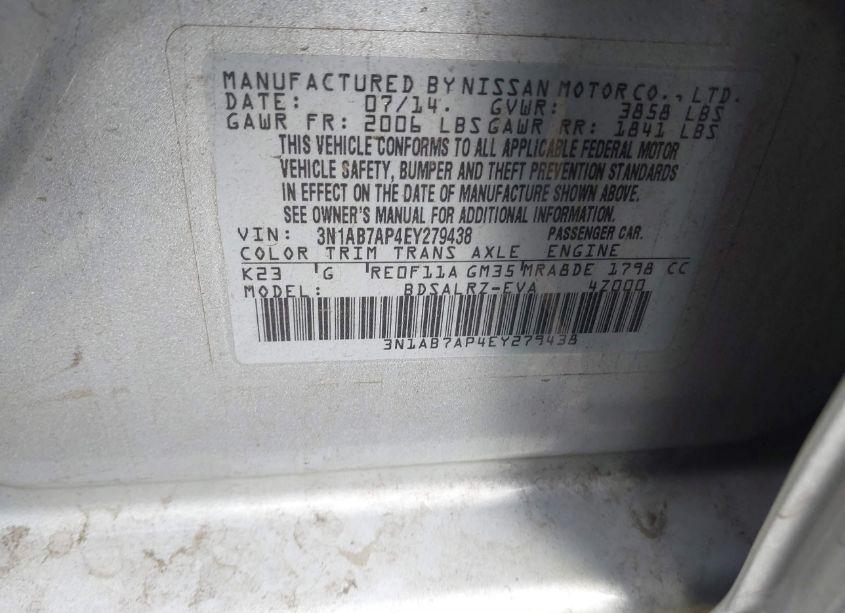 MANUFACTURED BY NISSAN MOTOR CO., LTD.
DATE: 07/14. GVWR: 3858 LBS
GAWR FR: 2006 LBS GAWR RR: 1841 LBS
THIS VEHICLE CONFORMS TO ALL APPLICABLE FEDERAL MOTOR
VEHICLE SAFETY, BUMPER AND THEFT PREVENTION STANDARDS
IN EFFECT ON THE DATE OF MANUFACTURE SHOWN ABOVE.
SEE OWNER'S MANUAL FOR ADDITIONAL INFORMATION.
VIN: 3N1AB7AP4EY279438 PASSENGER CAR.
COLOR TRIM TRANS AXLE ENGINE
K23 G RE0F11A GM35 MRA8DE 1798 CC
MODEL: BDSALRZ-EVA 4Z000
3N1AB7AP4EY279438